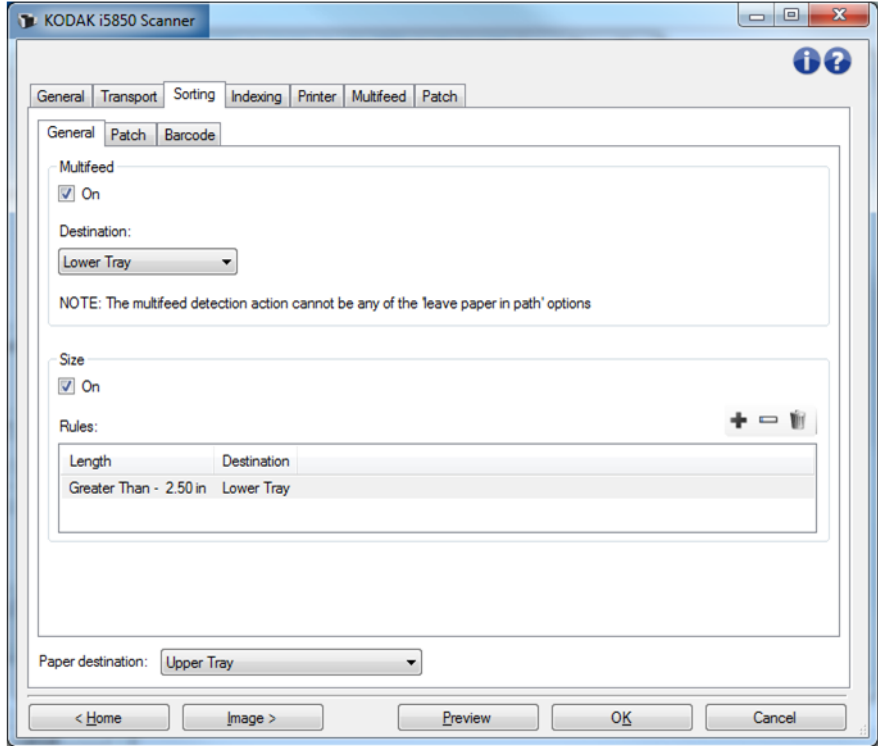 KODAK i5850 Scanner
General Transport Sorting Indexing Printer Multifeed Patch
General Patch Barcode
Multifeed
On
Destination:
Lower Tray
NOTE: The multifeed detection action cannot be any of the 'leave paper in path' options
Size
On
Rules:
Length Destination
Greater Than - 2.50 in Lower Tray
Paper destination: Upper Tray
< Home Image > Preview OK Cancel